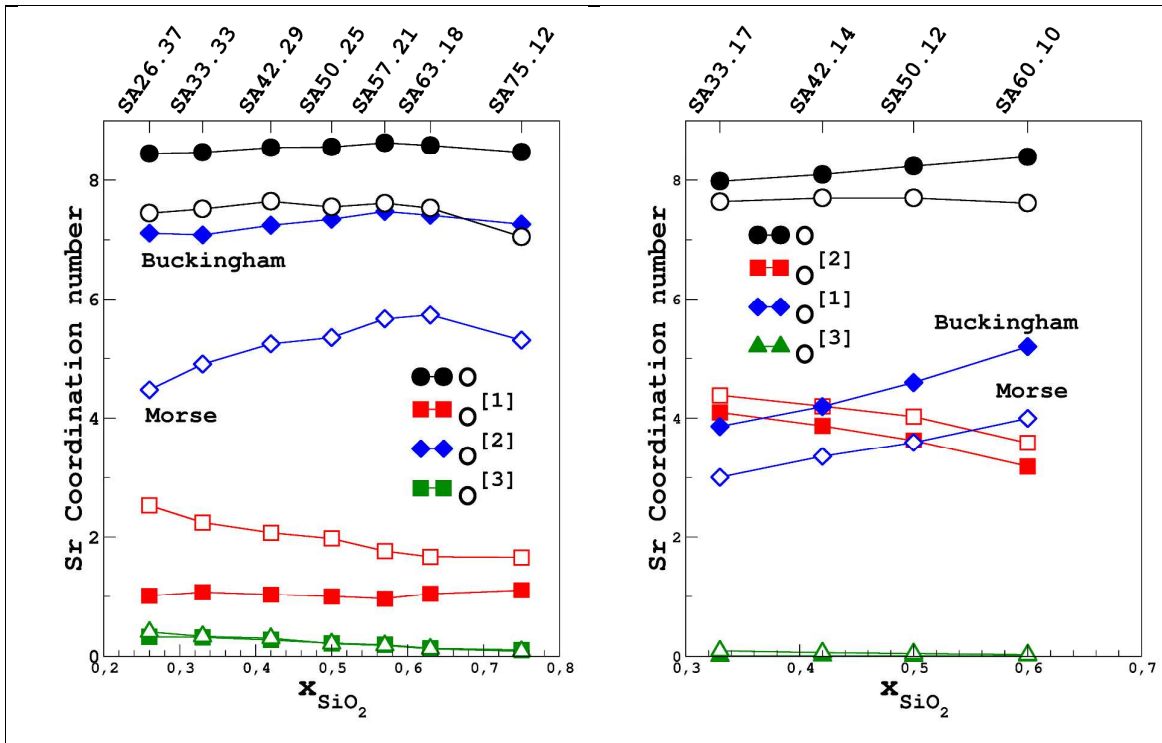 SA26.37
SA33.33
SA42.29
SA50.25
SA57.21
SA63.18
SA75.12
Sr Coordination number
8
6
4
2
0
Buckingham
Morse
O
O[1]
O[2]
O[3]
0,2
0,3
0,4
0,5
0,6
0,7
0,8
xSiO2
SA33.17
SA42.14
SA50.12
SA60.10
Sr Coordination number
8
6
4
2
0
O
O[2]
O[1]
O[3]
Buckingham
Morse
0,3
0,4
0,5
0,6
0,7
xSiO2